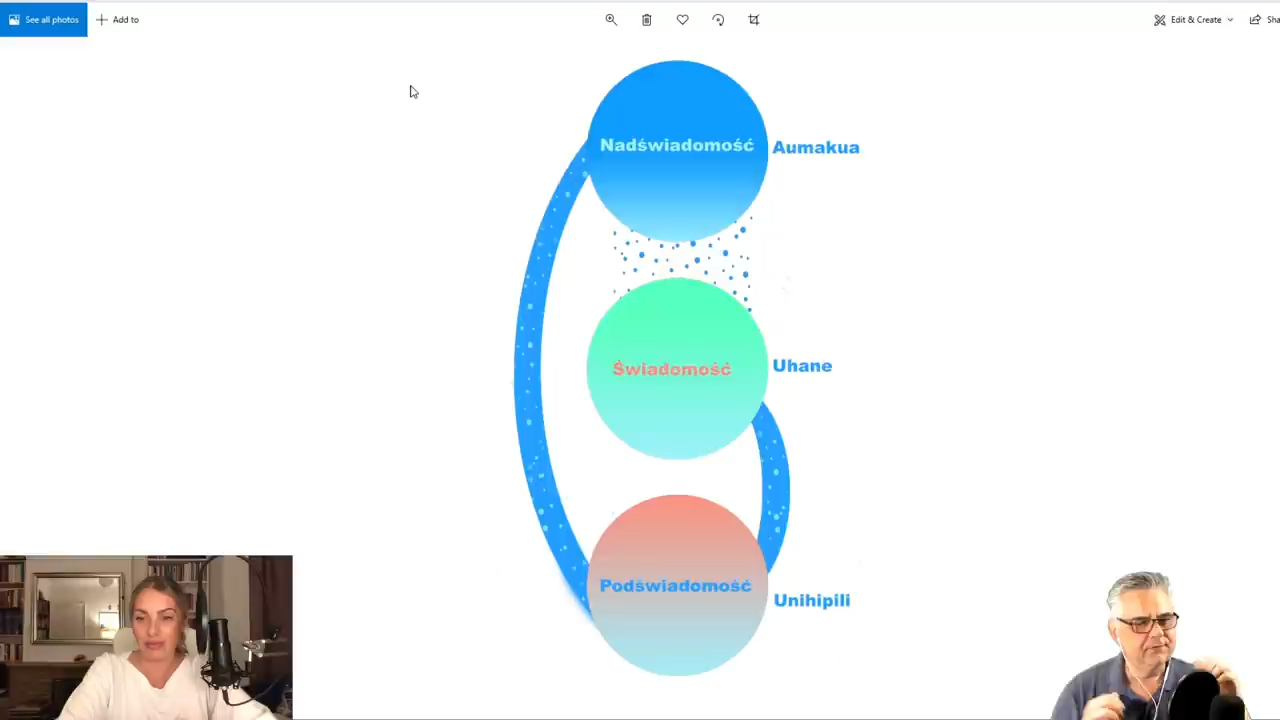 See all photos
Add to
Edit & Create
Sha
Nadświadomość
Aumakua
Świadomość
Uhane
Podświadomość
Unihipili